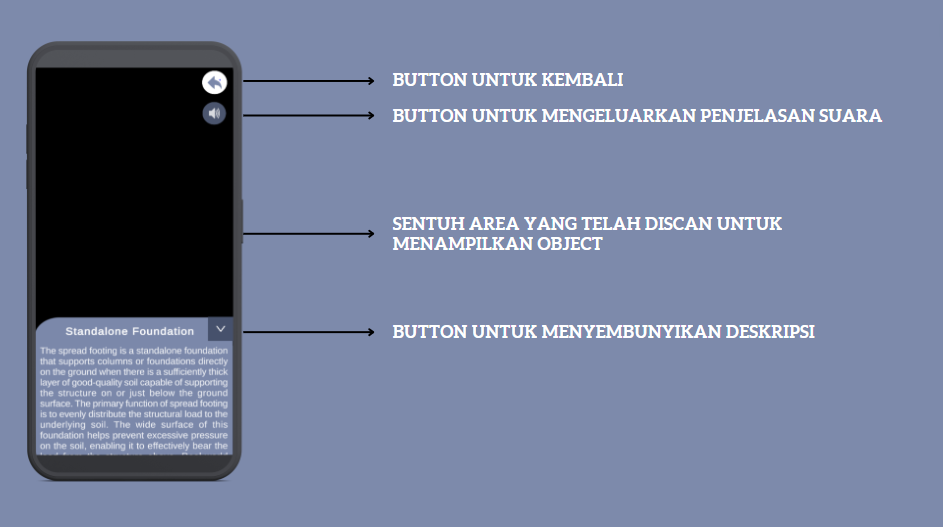 BUTTON UNTUK KEMBALI
BUTTON UNTUK MENGELUARKAN PENJELASAN SUARA
SENTUH AREA YANG TELAH DISCAN UNTUK
MENAMPILKAN OBJECT
Standalone Foundation
BUTTON UNTUK MENYEMBUNYIKAN DESKRIPSI
The spread footing is a standalone foundation
that supports columns or foundations directly
on the ground when there is a sufficiently thick
layer of good-quality soil capable of supporting
the structure on or just below the ground
surface. The primary function of spread footing
is to evenly distribute the structural load to the
underlying soil. The wide surface of this
foundation helps prevent excessive pressure
on the soil, enabling it to effectively bear the